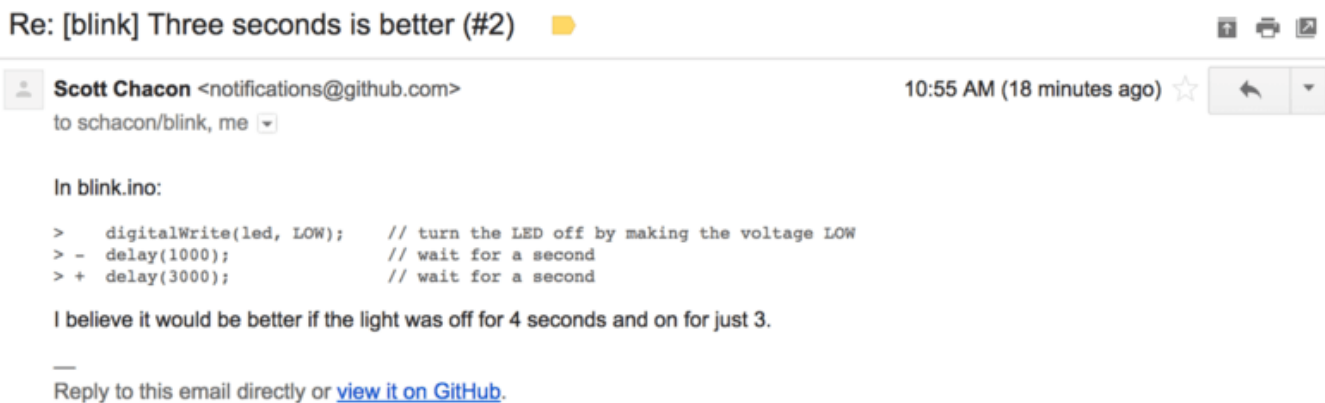 Re: [blink] Three seconds is better (#2)
Scott Chacon <notifications@github.com>
10:55 AM (18 minutes ago)
to schacon/blink, me
In blink.ino:
>    digitalWrite(led, LOW);    // turn the LED off by making the voltage LOW
> -  delay(1000);               // wait for a second
> +  delay(3000);               // wait for a second
I believe it would be better if the light was off for 4 seconds and on for just 3.
—
Reply to this email directly or view it on GitHub.